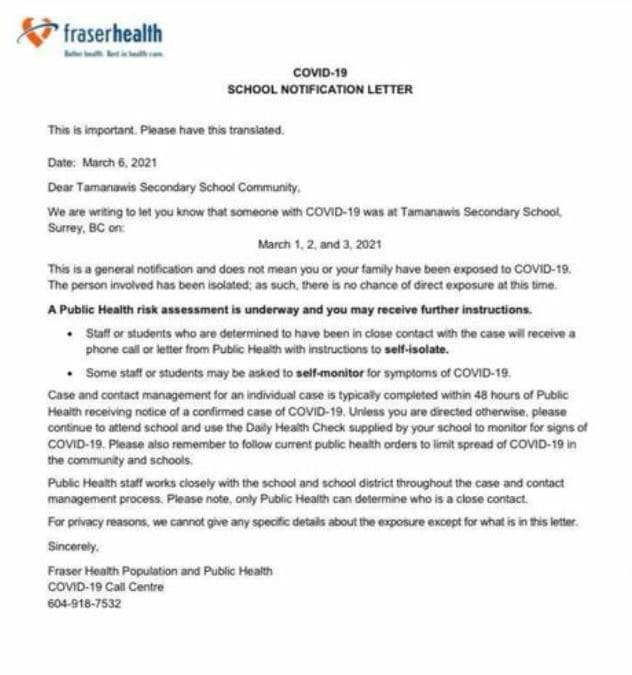 fraserhealth
Better health. Best in health care.
COVID-19
SCHOOL NOTIFICATION LETTER
This is important. Please have this translated.
Date: March 6, 2021
Dear Tamanawis Secondary School Community,
We are writing to let you know that someone with COVID-19 was at Tamanawis Secondary School,
Surrey, BC on:
March 1, 2, and 3, 2021
This is a general notification and does not mean you or your family have been exposed to COVID-19.
The person involved has been isolated; as such, there is no chance of direct exposure at this time.
A Public Health risk assessment is underway and you may receive further instructions.
• Staff or students who are determined to have been in close contact with the case will receive a
phone call or letter from Public Health with instructions to self-isolate.
• Some staff or students may be asked to self-monitor for symptoms of COVID-19.
Case and contact management for an individual case is typically completed within 48 hours of Public
Health receiving notice of a confirmed case of COVID-19. Unless you are directed otherwise, please
continue to attend school and use the Daily Health Check supplied by your school to monitor for signs of
COVID-19. Please also remember to follow current public health orders to limit spread of COVID-19 in
the community and schools.
Public Health staff works closely with the school and school district throughout the case and contact
management process. Please note, only Public Health can determine who is a close contact.
For privacy reasons, we cannot give any specific details about the exposure except for what is in this letter.
Sincerely,
Fraser Health Population and Public Health
COVID-19 Call Centre
604-918-7532